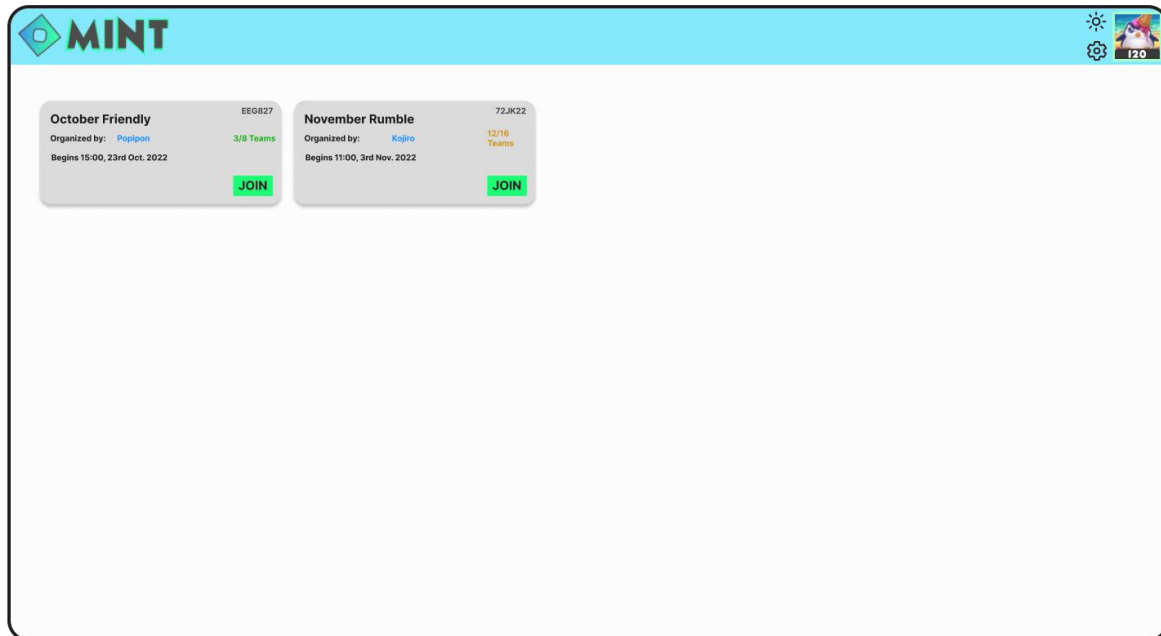 MINT
120
October Friendly
EEG827
Organized by: Popipon
3/8 Teams
Begins 15:00, 23rd Oct. 2022
JOIN
November Rumble
72JK22
Organized by: Kojiro
12/16
Teams
Begins 11:00, 3rd Nov. 2022
JOIN